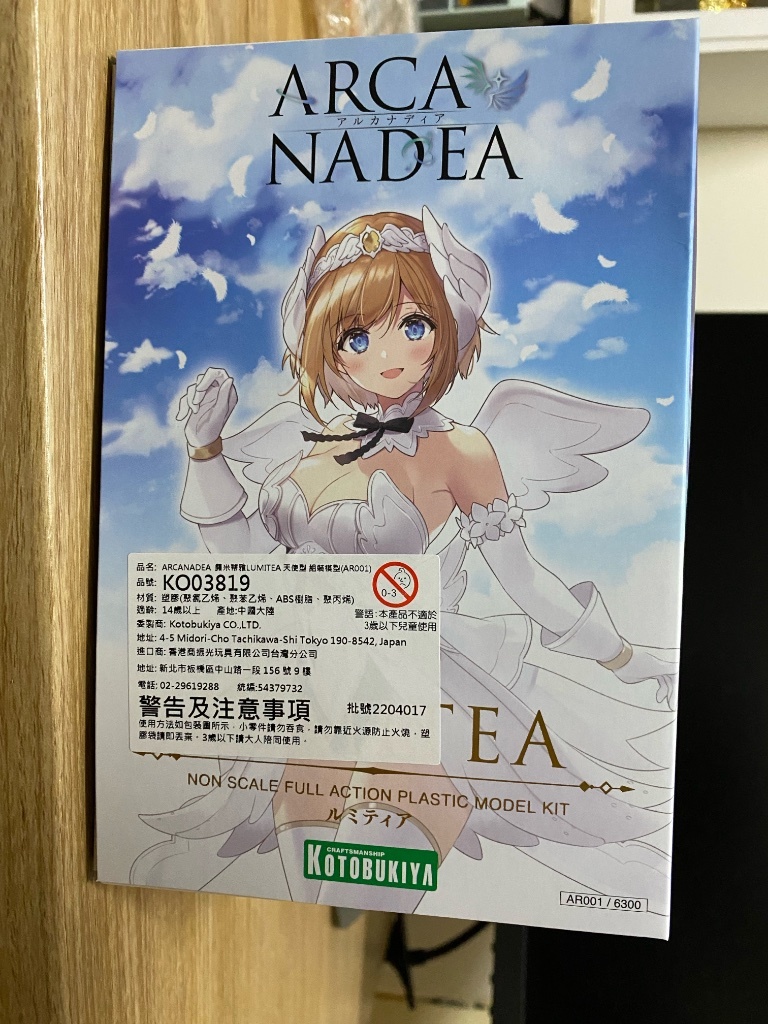 ARCA
アルカナディア
NADEA
品名: ARCANADEA 露米蒂雅LUMITEA 天使型 組裝模型(AR001)
品號: KO03819
材質: 塑膠(聚氯乙烯、聚苯乙烯、ABS樹脂、聚丙烯)
適齡: 14歲以上 產地:中國大陸
0-3
警語:本產品不適於
3歲以下兒童使用
委製商: Kotobukiya CO.,LTD.
地址: 4-5 Midori-Cho Tachikawa-Shi Tokyo 190-8542, Japan
進口商: 香港商振光玩具有限公司台灣分公司
地址: 新北市板橋區中山路一段 156 號 9 樓
電話: 02-29619288 統編:54379732
警告及注意事項 批號2204017
使用方法如包裝圖所示，小零件請勿吞食，請勿靠近火源防止火燒，塑
膠袋請即丟棄。3歲以下請大人陪同使用。
TEA
NON SCALE FULL ACTION PLASTIC MODEL KIT
ルミティア
CRAFTSMANSHIP
KOTOBUKIYA
AR001 / 6300